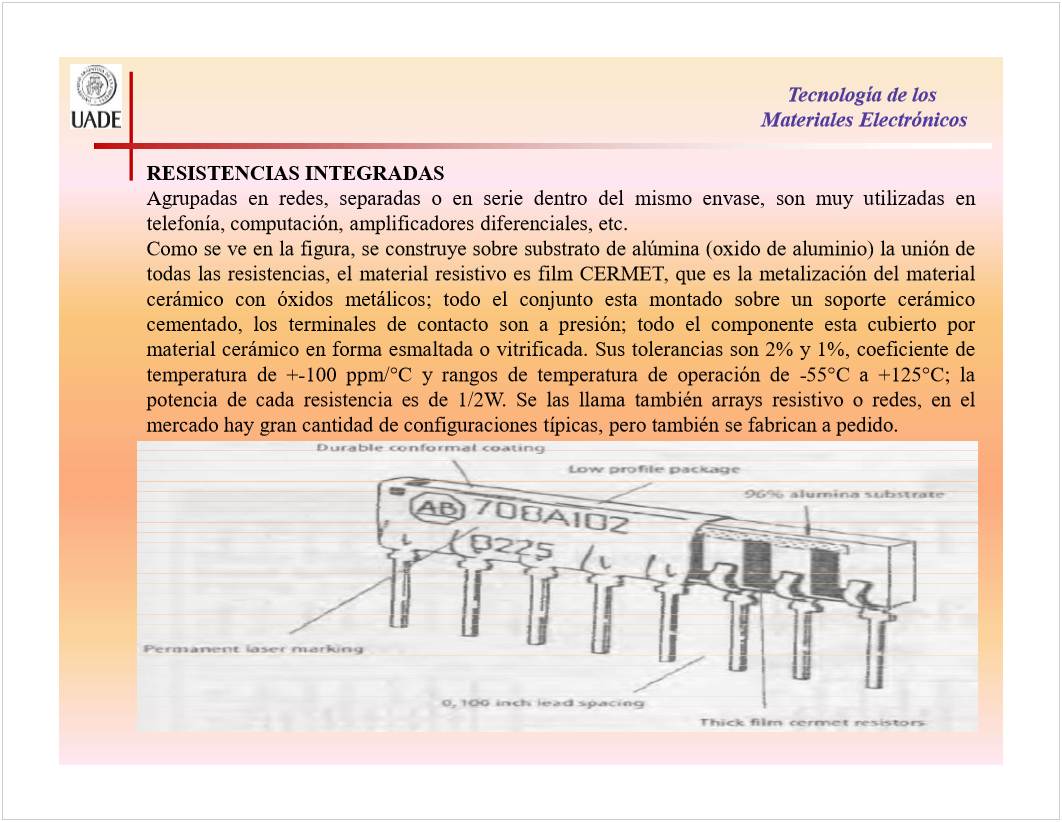 UADE
Tecnología de los
Materiales Electrónicos
RESISTENCIAS INTEGRADAS
Agrupadas en redes, separadas o en serie dentro del mismo envase, son muy utilizadas en
telefonía, computación, amplificadores diferenciales, etc.
Como se ve en la figura, se construye sobre substrato de alúmina (oxido de aluminio) la unión de
todas las resistencias, el material resistivo es film CERMET, que es la metalización del material
cerámico con óxidos metálicos; todo el conjunto esta montado sobre un soporte cerámico
cementado, los terminales de contacto son a presión; todo el componente esta cubierto por
material cerámico en forma esmaltada o vitrificada. Sus tolerancias son 2% y 1%, coeficiente de
temperatura de +-100 ppm/°C y rangos de temperatura de operación de -55°C a +125°C; la
potencia de cada resistencia es de 1/2W. Se las llama también arrays resistivo o redes, en el
mercado hay gran cantidad de configuraciones típicas, pero también se fabrican a pedido.
Durable conformal coating
Low profile package
96% alumina substrate
AB 708A102
8225
Permanent laser marking
0,100 inch lead spacing
Thick film cermet resistors